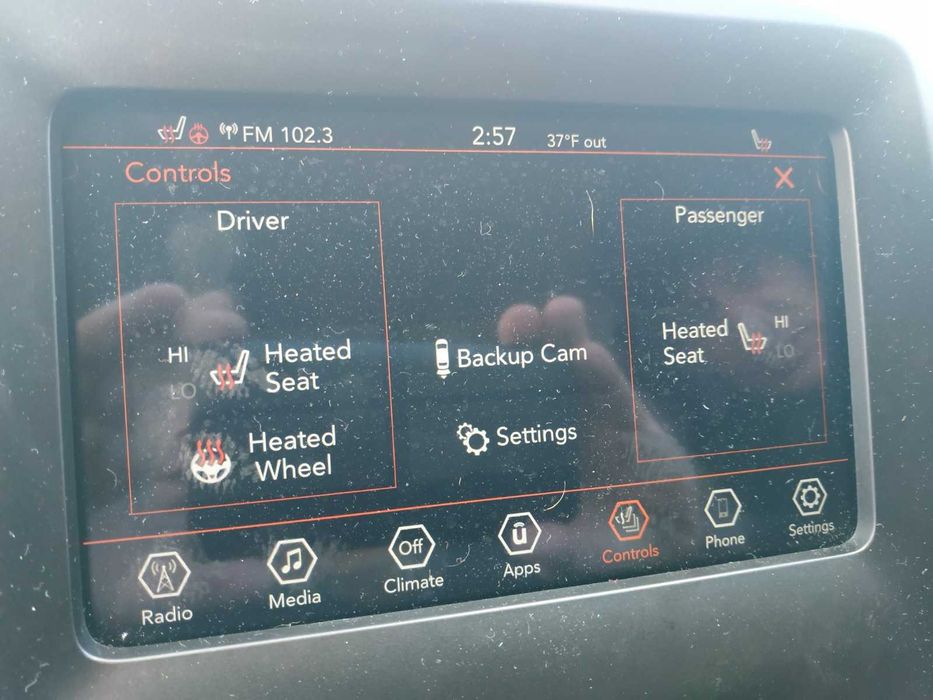 FM 102.3 2:57 37°F out
Controls X
Driver
Passenger
HI
LO
Heated
Seat
Heated
Wheel
Backup Cam
Settings
Heated
Seat
HI
LO
Radio
Media
Off
Climate
Apps
Controls
Phone
Settings